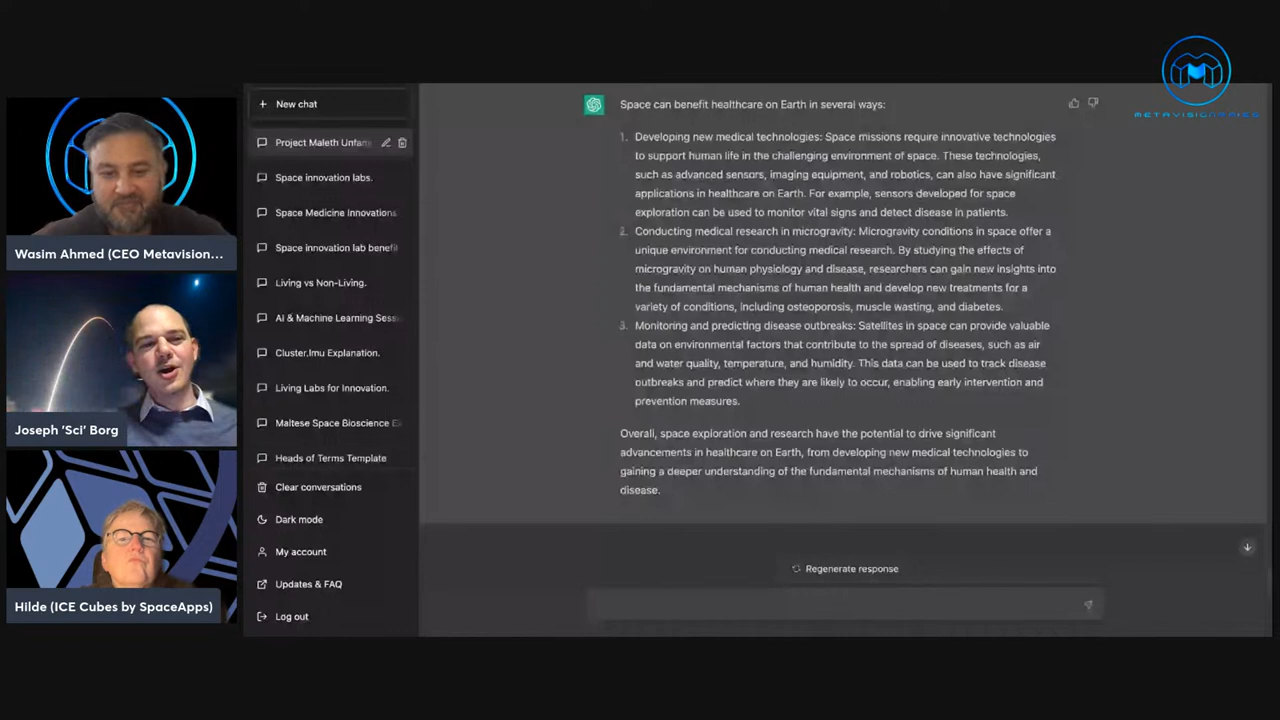 METAVISIONARIES
Wasim Ahmed (CEO Metavision...
Joseph 'Sci' Borg
Hilde (ICE Cubes by SpaceApps)
New chat
Project Maleth Unfan
Space innovation labs.
Space Medicine Innovations
Space innovation lab benefit
Living vs Non-Living.
AI & Machine Learning Sess
Cluster.lmu Explanation.
Living Labs for Innovation.
Maltese Space Bioscience E
Heads of Terms Template
Clear conversations
Dark mode
My account
Updates & FAQ
Log out
Space can benefit healthcare on Earth in several ways:
1. Developing new medical technologies: Space missions require innovative technologies
to support human life in the challenging environment of space. These technologies,
such as advanced sensors, imaging equipment, and robotics, can also have significant
applications in healthcare on Earth. For example, sensors developed for space
exploration can be used to monitor vital signs and detect disease in patients.
2. Conducting medical research in microgravity: Microgravity conditions in space offer a
unique environment for conducting medical research. By studying the effects of
microgravity on human physiology and disease, researchers can gain new insights into
the fundamental mechanisms of human health and develop new treatments for a
variety of conditions, including osteoporosis, muscle wasting, and diabetes.
3. Monitoring and predicting disease outbreaks: Satellites in space can provide valuable
data on environmental factors that contribute to the spread of diseases, such as air
and water quality, temperature, and humidity. This data can be used to track disease
outbreaks and predict where they are likely to occur, enabling early intervention and
prevention measures.
Overall, space exploration and research have the potential to drive significant
advancements in healthcare on Earth, from developing new medical technologies to
gaining a deeper understanding of the fundamental mechanisms of human health and
disease.
Regenerate response